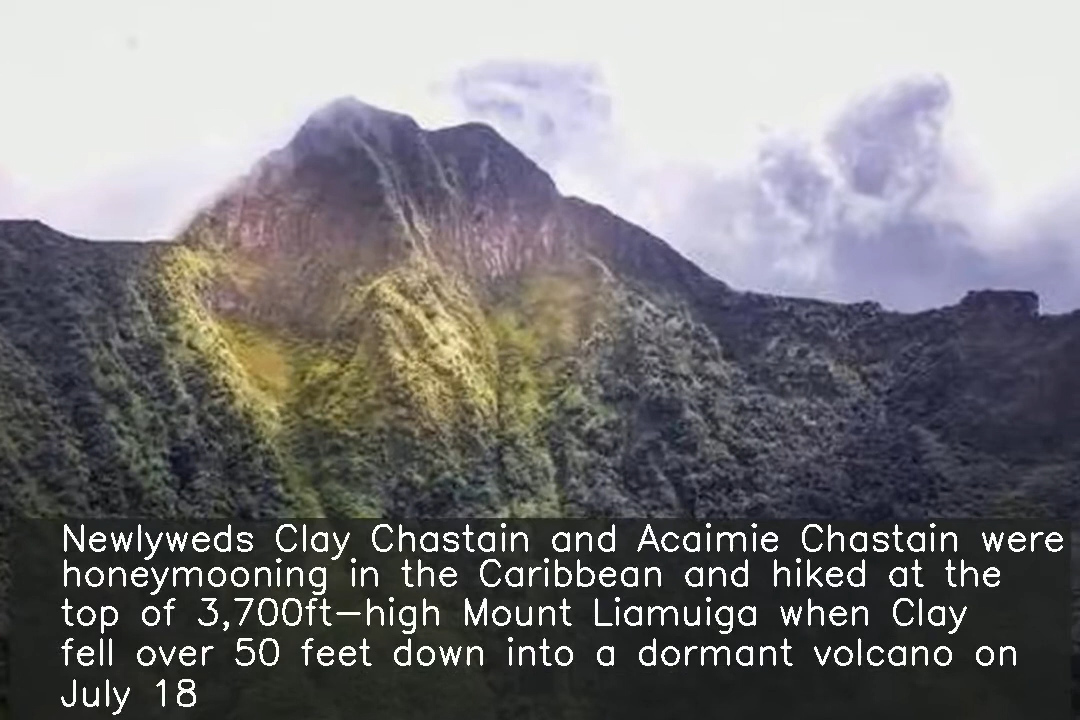 Newlyweds Clay Chastain and Acaimie Chastain were
honeymooning in the Caribbean and hiked at the
top of 3,700ft-high Mount Liamuiga when Clay
fell over 50 feet down into a dormant volcano on
July 18